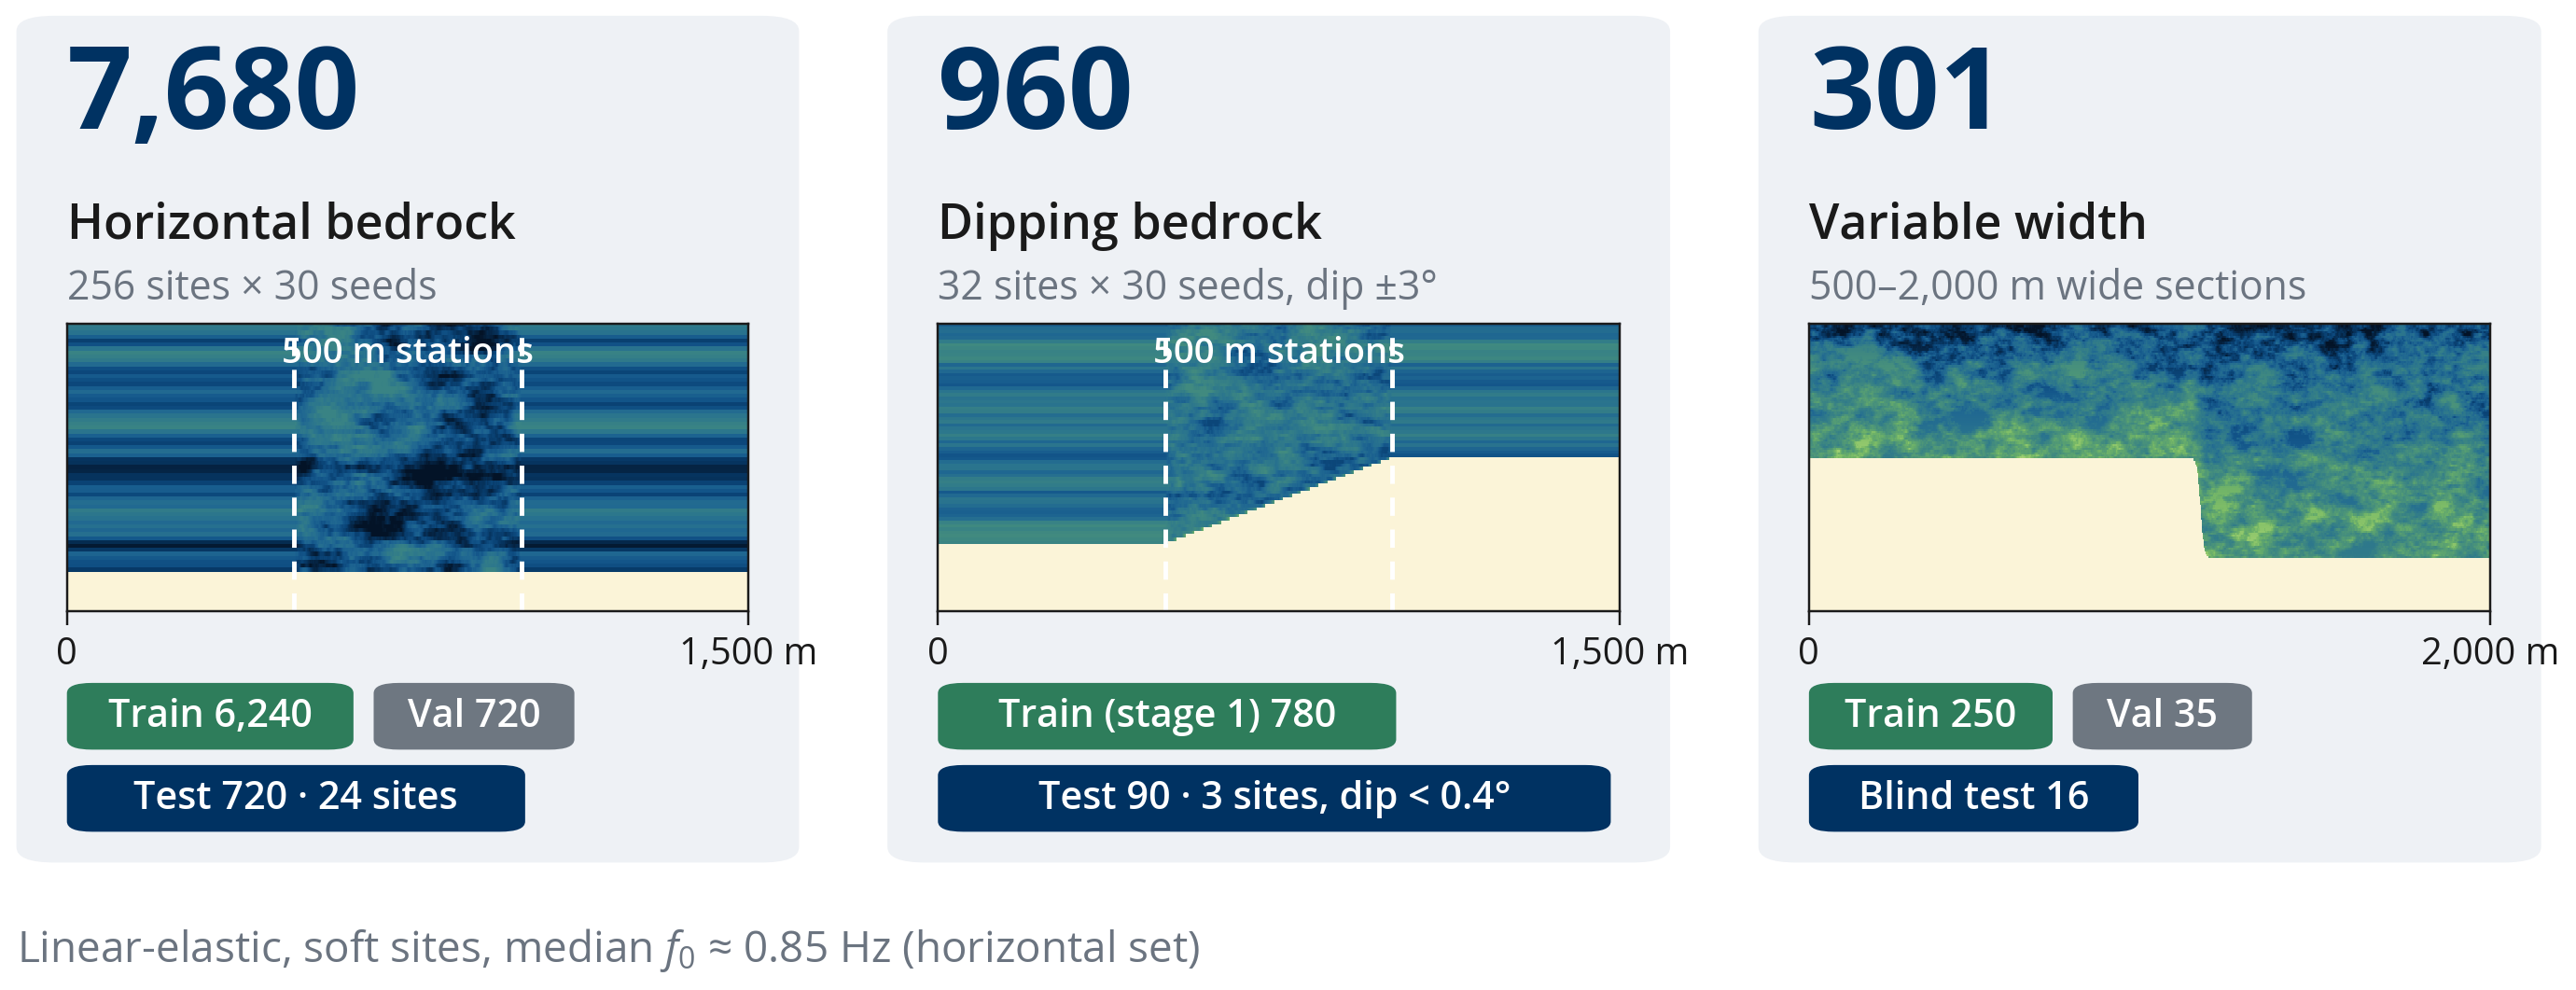 7,680
Horizontal bedrock
256 sites × 30 seeds
500 m stations
0
1,500 m
Train 6,240
Val 720
Test 720 · 24 sites
960
Dipping bedrock
32 sites × 30 seeds, dip ±3°
500 m stations
0
1,500 m
Train (stage 1) 780
Test 90 · 3 sites, dip < 0.4°
301
Variable width
500–2,000 m wide sections
0
2,000 m
Train 250
Val 35
Blind test 16
Linear-elastic, soft sites, median f₀ ≈ 0.85 Hz (horizontal set)